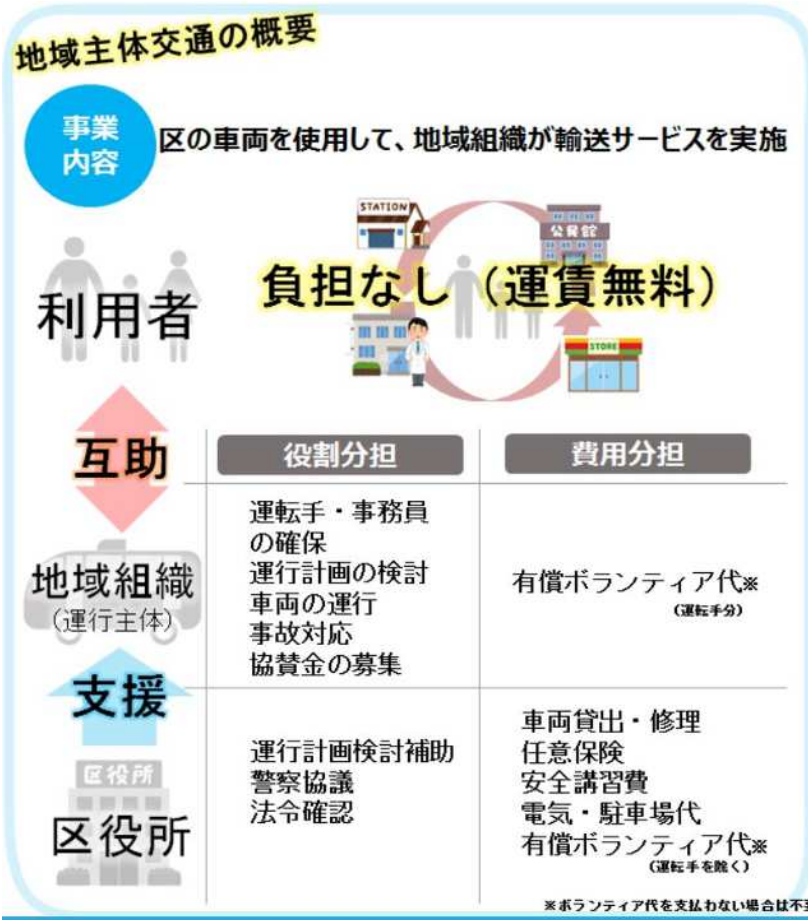 地域主体交通の概要
事業
内容
区の車両を使用して、地域組織が輸送サービスを実施
STATION
公民館
利用者
負担なし（運賃無料）
STORE
互助
役割分担
費用分担
地域組織
(運行主体)
運転手・事務員
の確保
運行計画の検討
車両の運行
事故対応
協賛金の募集
有償ボランティア代※
(運転手分)
支援
区役所
区役所
運行計画検討補助
警察協議
法令確認
車両貸出・修理
任意保険
安全講習費
電気・駐車場代
有償ボランティア代※
(運転手を除く)
※ボランティア代を支払わない場合は不